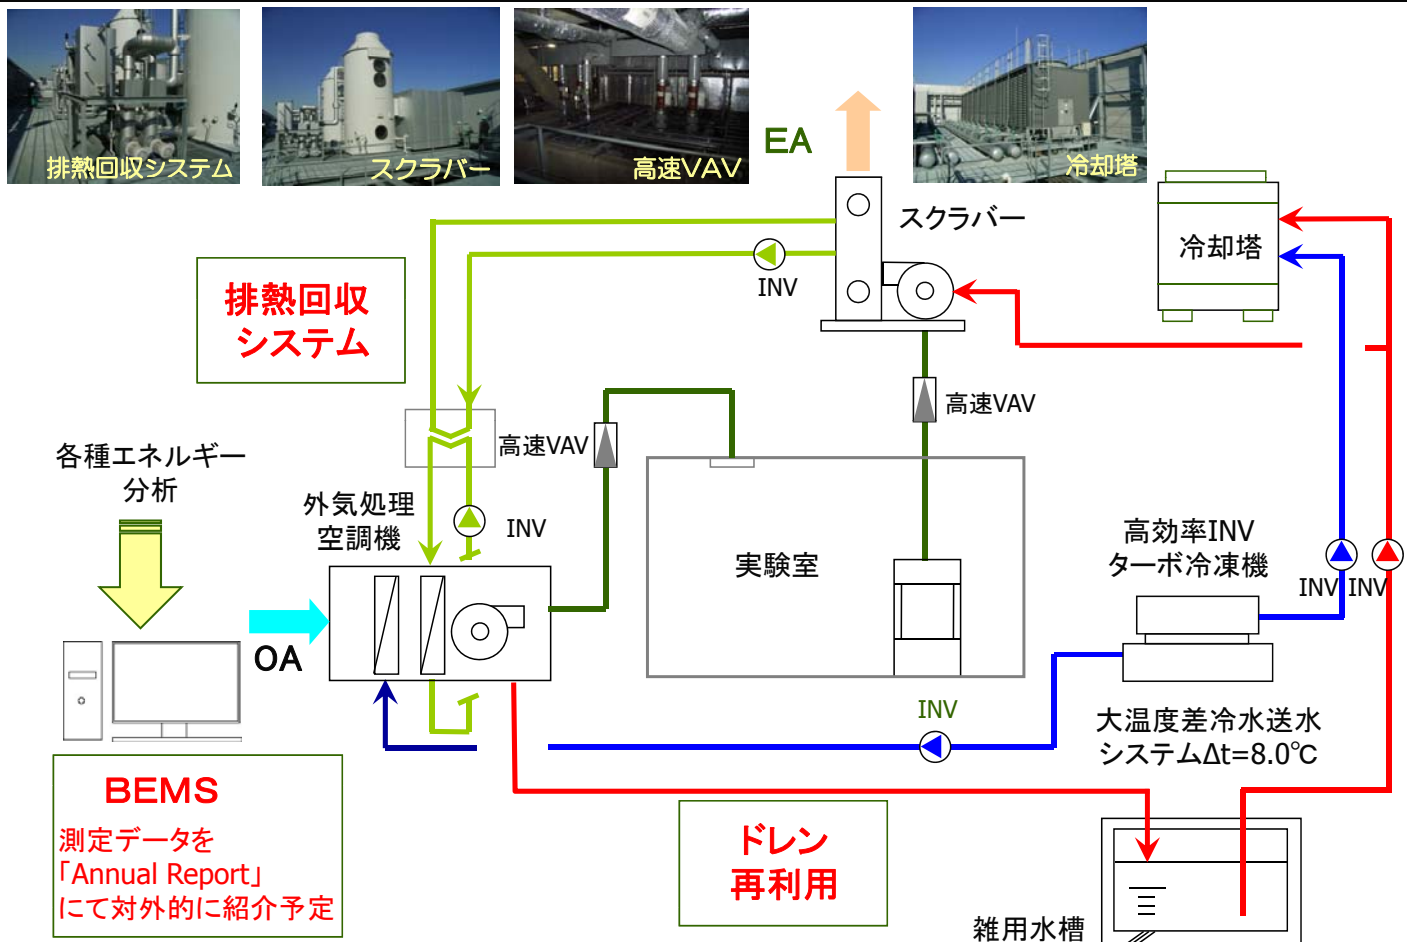 排熱回収システム
スクラバー
高速VAV
冷却塔
EA
スクラバー
冷却塔
INV
排熱回収
システム
高速VAV
高速VAV
各種エネルギー
分析
外気処理
空調機
INV
実験室
高効率INV
ターボ冷凍機
INV
INV
OA
INV
大温度差冷水送水
システムΔt=8.0℃
BEMS
測定データを
「Annual Report」
にて対外的に紹介予定
ドレン
再利用
雑用水槽